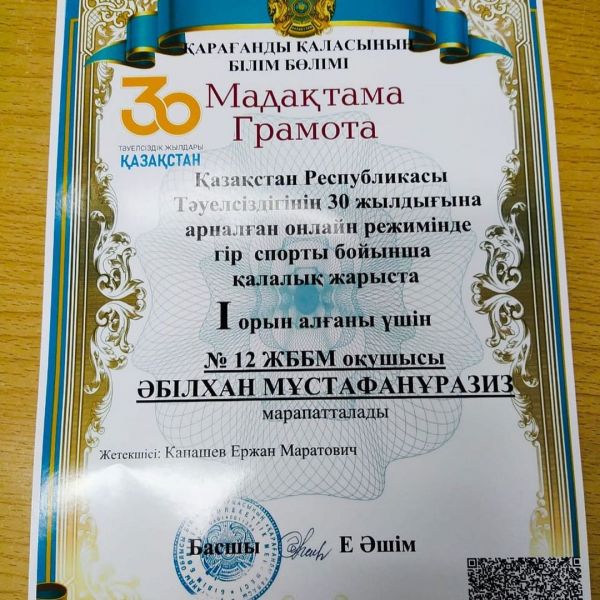 ҚАРАҒАНДЫ ҚАЛАСЫНЫҢ
БІЛІМ БӨЛІМІ
30
ТӘУЕЛСІЗДІК ЖЫЛДАРЫ
ҚАЗАҚСТАН
Мадақтама
Грамота
Қазақстан Республикасы
Тәуелсіздігінің 30 жылдығына
арналған онлайн режимінде
гір спорты бойынша
қалалық жарыста
I орын алғаны үшін
№ 12 ЖББМ оқушысы
ӘБІЛХАН МҰСТАФАНҰРАЗИЗ
марапатталады
Жетекшісі: Капашев Ержан Маратович
Басшы Е Әшім